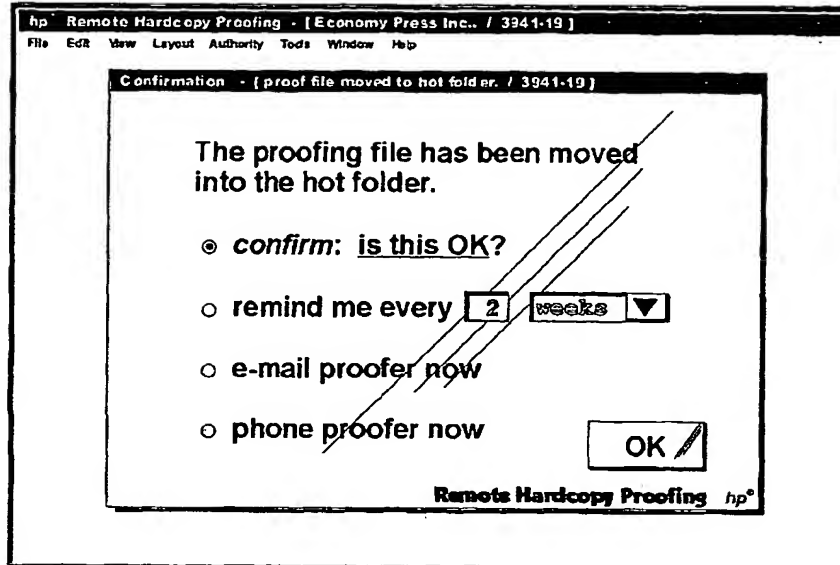 hp Remote Hardcopy Proofing - [ Economy Press Inc.. / 3941-19 ]
File Edit View Layout Authority Tools Window Help
Confirmation - [ proof file moved to hot folder. / 3941-19 ]
The proofing file has been moved
into the hot folder.
confirm: is this OK?
remind me every 2 weeks
e-mail proofer now
phone proofer now
OK
Remote Hardcopy Proofing hp®